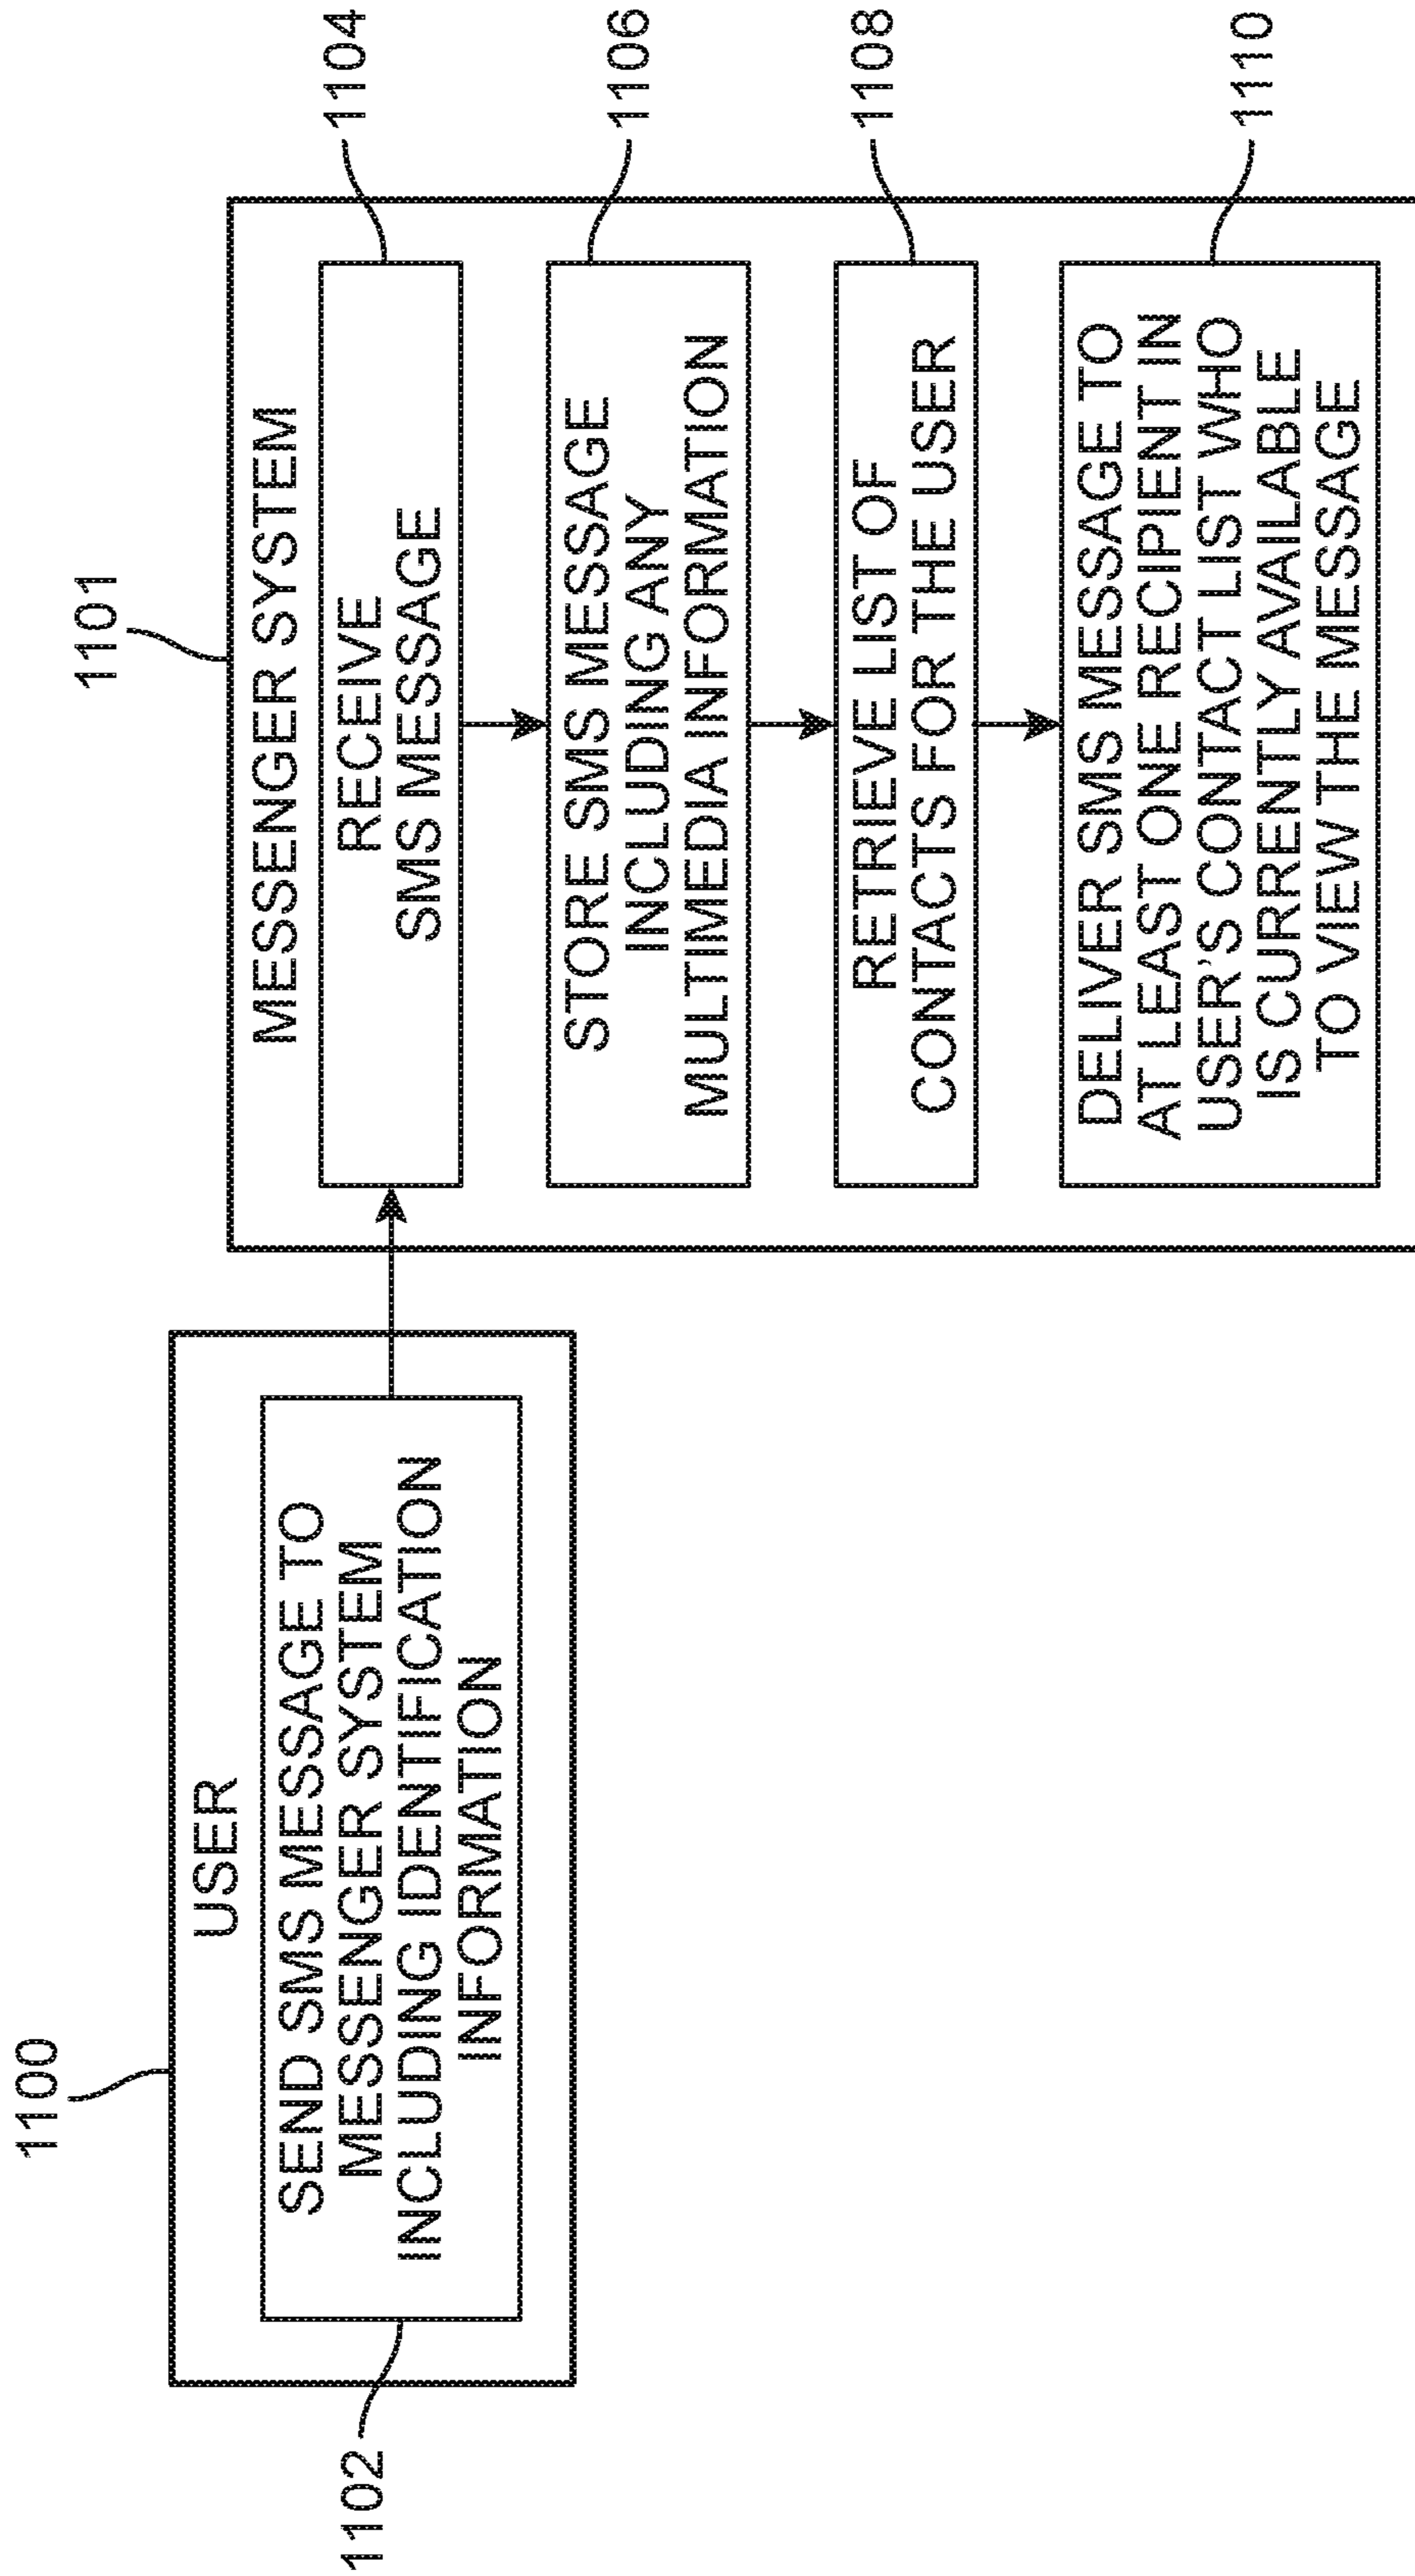 1100
USER
1102
SEND SMS MESSAGE TO
MESSENGER SYSTEM
INCLUDING IDENTIFICATION
INFORMATION
1101
MESSENGER SYSTEM
RECEIVE
SMS MESSAGE
1104
STORE SMS MESSAGE
INCLUDING ANY
MULTIMEDIA INFORMATION
1106
RETRIEVE LIST OF
CONTACTS FOR THE USER
1108
DELIVER SMS MESSAGE TO
AT LEAST ONE RECIPIENT IN
USER'S CONTACT LIST WHO
IS CURRENTLY AVAILABLE
TO VIEW THE MESSAGE
1110